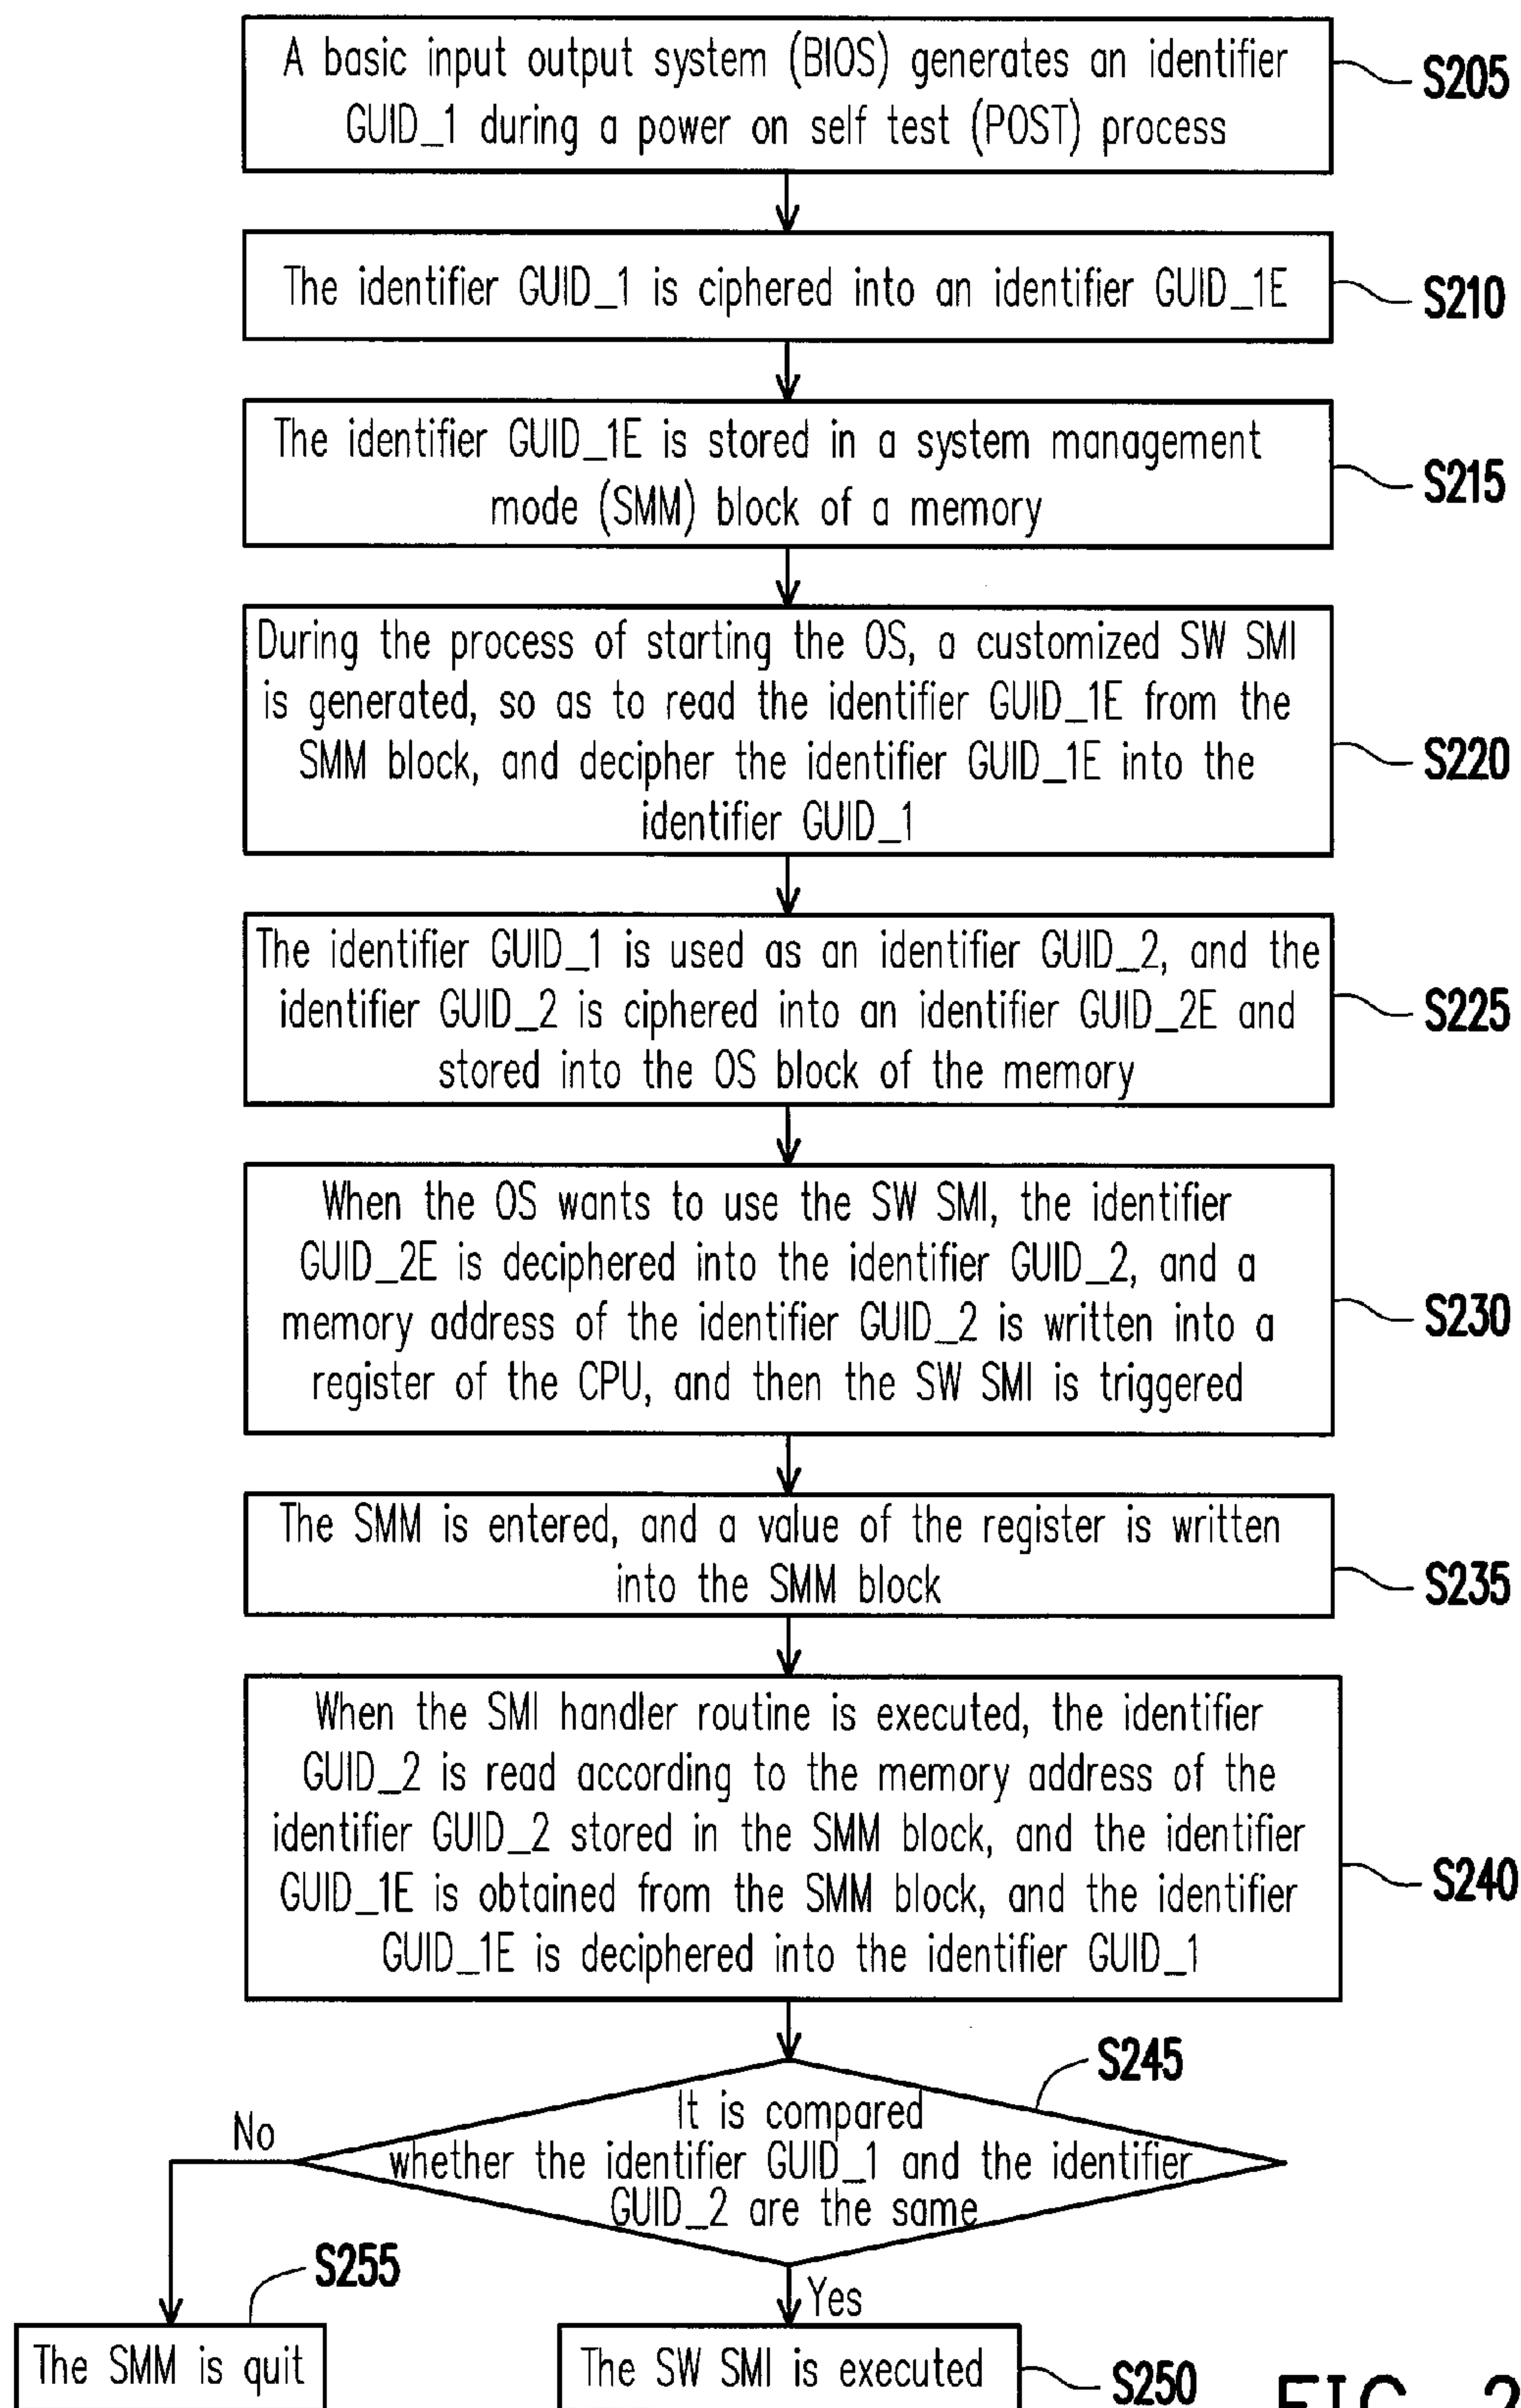 A basic input output system (BIOS) generates an identifier
GUID_1 during a power on self test (POST) process
S205
The identifier GUID_1 is ciphered into an identifier GUID_1E
S210
The identifier GUID_1E is stored in a system management
mode (SMM) block of a memory
S215
During the process of starting the OS, a customized SW SMI
is generated, so as to read the identifier GUID_1E from the
SMM block, and decipher the identifier GUID_1E into the
identifier GUID_1
S220
The identifier GUID_1 is used as an identifier GUID_2, and the
identifier GUID_2 is ciphered into an identifier GUID_2E and
stored into the OS block of the memory
S225
When the OS wants to use the SW SMI, the identifier
GUID_2E is deciphered into the identifier GUID_2, and a
memory address of the identifier GUID_2 is written into a
register of the CPU, and then the SW SMI is triggered
S230
The SMM is entered, and a value of the register is written
into the SMM block
S235
When the SMI handler routine is executed, the identifier
GUID_2 is read according to the memory address of the
identifier GUID_2 stored in the SMM block, and the identifier
GUID_1E is obtained from the SMM block, and the identifier
GUID_1E is deciphered into the identifier GUID_1
S240
S245
It is compared
whether the identifier GUID_1 and the identifier
GUID_2 are the same
No
Yes
S255
The SMM is quit
The SW SMI is executed
S250
FIG. 2